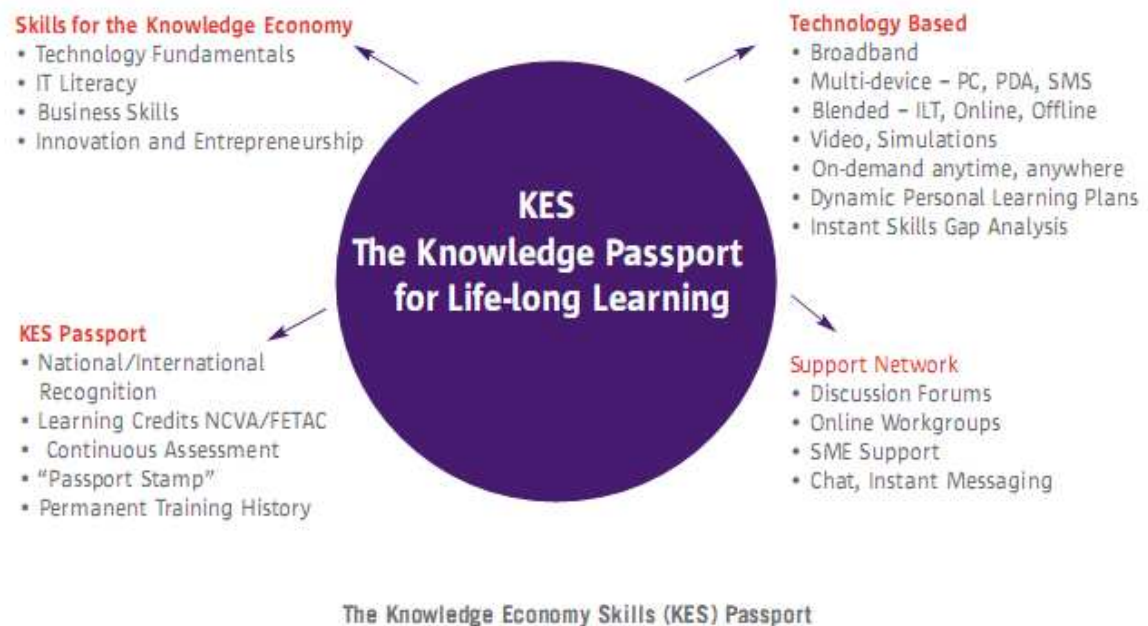 Skills for the Knowledge Economy
• Technology Fundamentals
• IT Literacy
• Business Skills
• Innovation and Entrepreneurship
Technology Based
• Broadband
• Multi-device – PC, PDA, SMS
• Blended – ILT, Online, Offline
• Video, Simulations
• On-demand anytime, anywhere
• Dynamic Personal Learning Plans
• Instant Skills Gap Analysis
KES
The Knowledge Passport
for Life-long Learning
KES Passport
• National/International
Recognition
• Learning Credits NCVA/FETAC
• Continuous Assessment
• “Passport Stamp”
• Permanent Training History
Support Network
• Discussion Forums
• Online Workgroups
• SME Support
• Chat, Instant Messaging
The Knowledge Economy Skills (KES) Passport